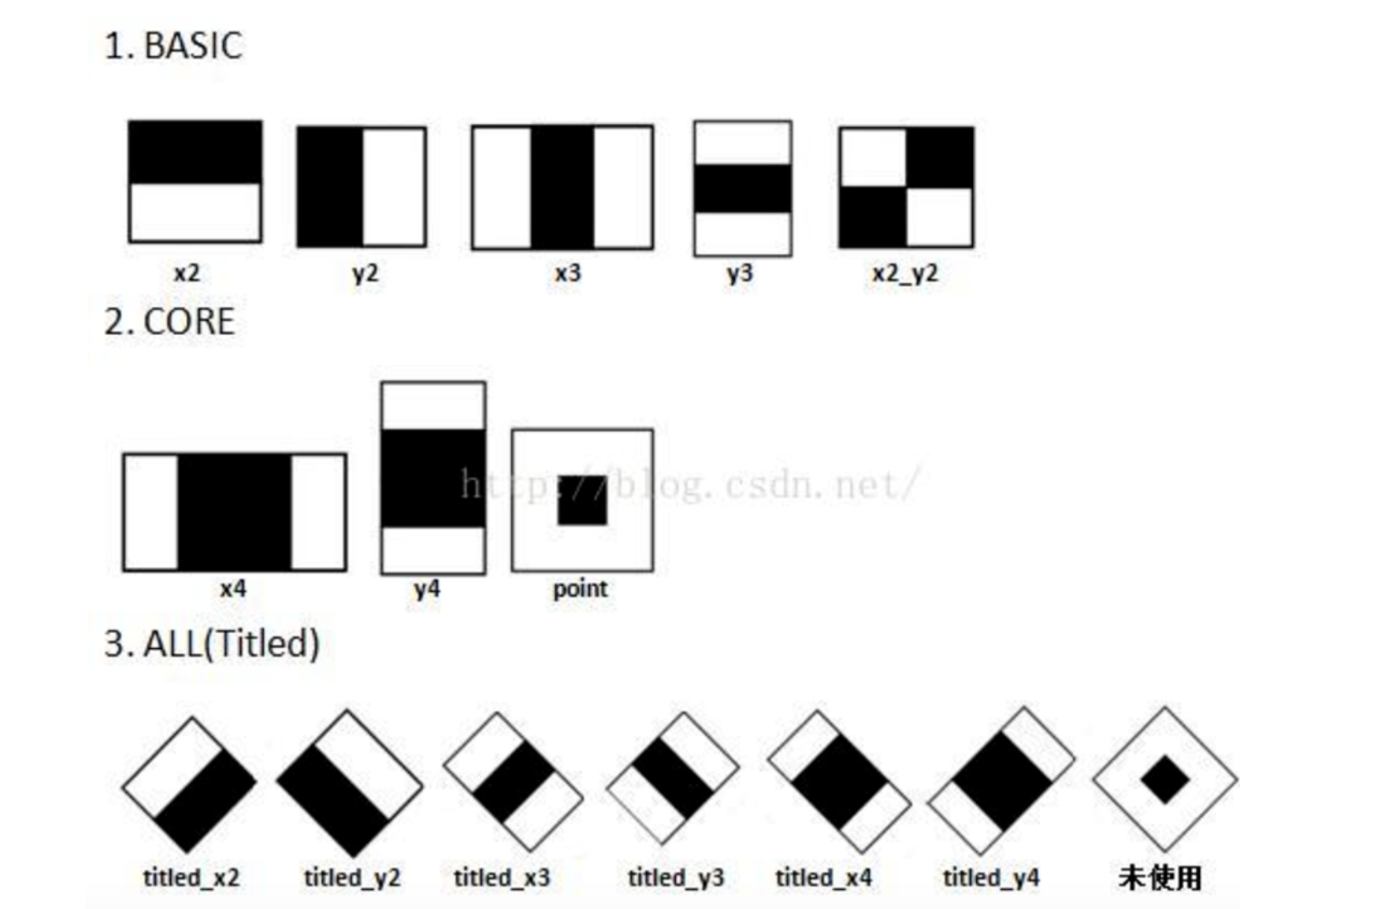 1. BASIC
x2 y2 x3 y3 x2_y2
2. CORE
http://blog.csdn.net/
x4 y4 point
3. ALL(Titled)
titled_x2 titled_y2 titled_x3 titled_y3 titled_x4 titled_y4 未使用